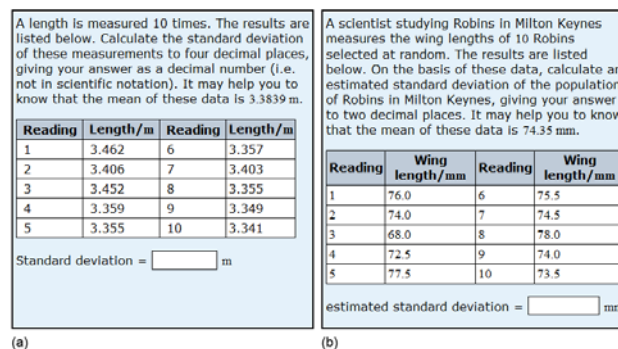 A length is measured 10 times. The results are
listed below. Calculate the standard deviation
of these measurements to four decimal places,
giving your answer as a decimal number (i.e.
not in scientific notation). It may help you to
know that the mean of these data is 3.3839 m.
Reading Length/m Reading Length/m
1 3.462 6 3.357
2 3.406 7 3.403
3 3.452 8 3.355
4 3.359 9 3.349
5 3.355 10 3.341
Standard deviation = m
(a)
A scientist studying Robins in Milton Keynes
measures the wing lengths of 10 Robins
selected at random. The results are listed
below. On the basis of these data, calculate an
estimated standard deviation of the population
of Robins in Milton Keynes, giving your answer
to two decimal places. It may help you to know
that the mean of these data is 74.35 mm.
Reading Wing length/mm Reading Wing length/mm
1 76.0 6 75.5
2 74.0 7 74.5
3 68.0 8 78.0
4 72.5 9 74.0
5 77.5 10 73.5
estimated standard deviation = mm
(b)